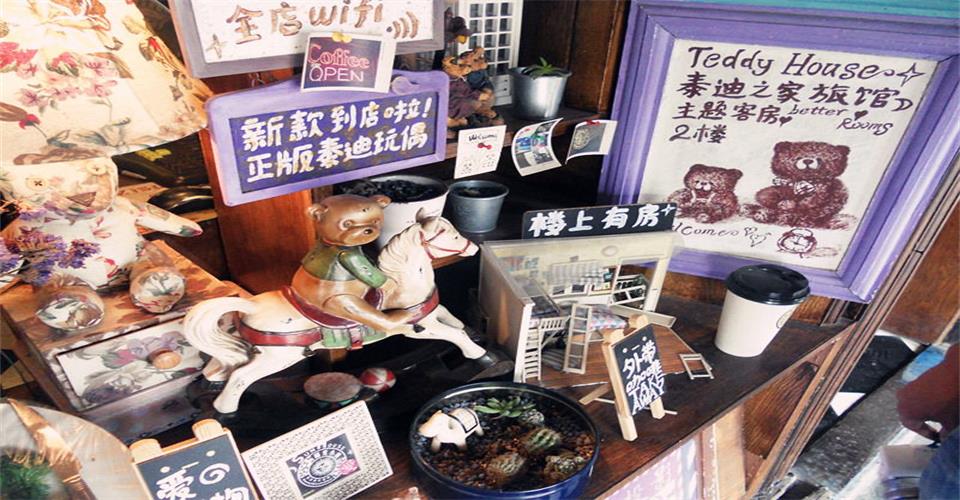 全店wifi
Coffee
OPEN
新款到店啦!
正版泰迪玩偶
Welcome
Teddy House
泰迪之家旅馆
主题客房 better
2楼 Rooms
楼上有房
外带
AWAY
爱